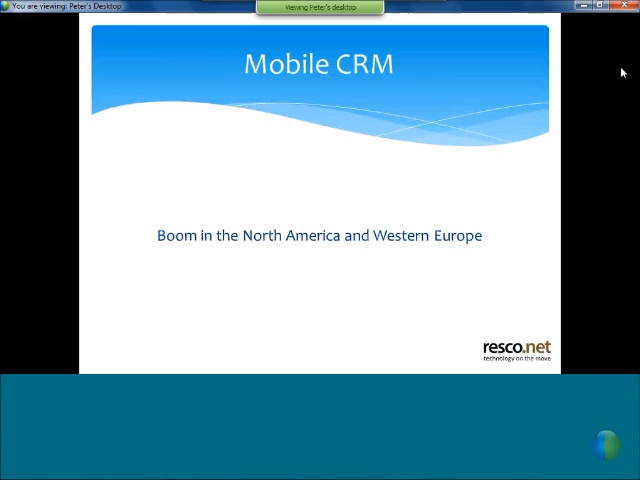 You are viewing: Peter's Desktop
Viewing Peter's desktop
Mobile CRM
Boom in the North America and Western Europe
resco.net
technology on the move